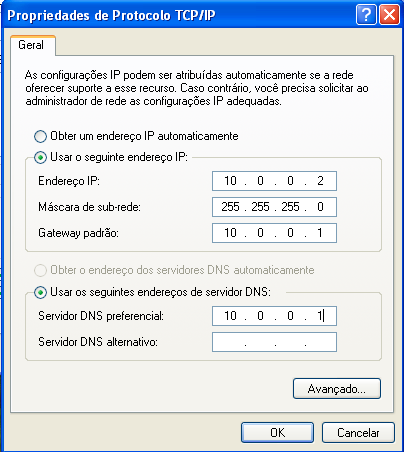 Propriedades de Protocolo TCP/IP
Geral
As configurações IP podem ser atribuídas automaticamente se a rede
oferecer suporte a esse recurso. Caso contrário, você precisa solicitar ao
administrador de rede as configurações IP adequadas.
Obter um endereço IP automaticamente
Usar o seguinte endereço IP:
Endereço IP: 10 . 0 . 0 . 2
Máscara de sub-rede: 255 . 255 . 255 . 0
Gateway padrão: 10 . 0 . 0 . 1
Obter o endereço dos servidores DNS automaticamente
Usar os seguintes endereços de servidor DNS:
Servidor DNS preferencial: 10 . 0 . 0 . 1
Servidor DNS alternativo: . . .
Avançado...
OK Cancelar